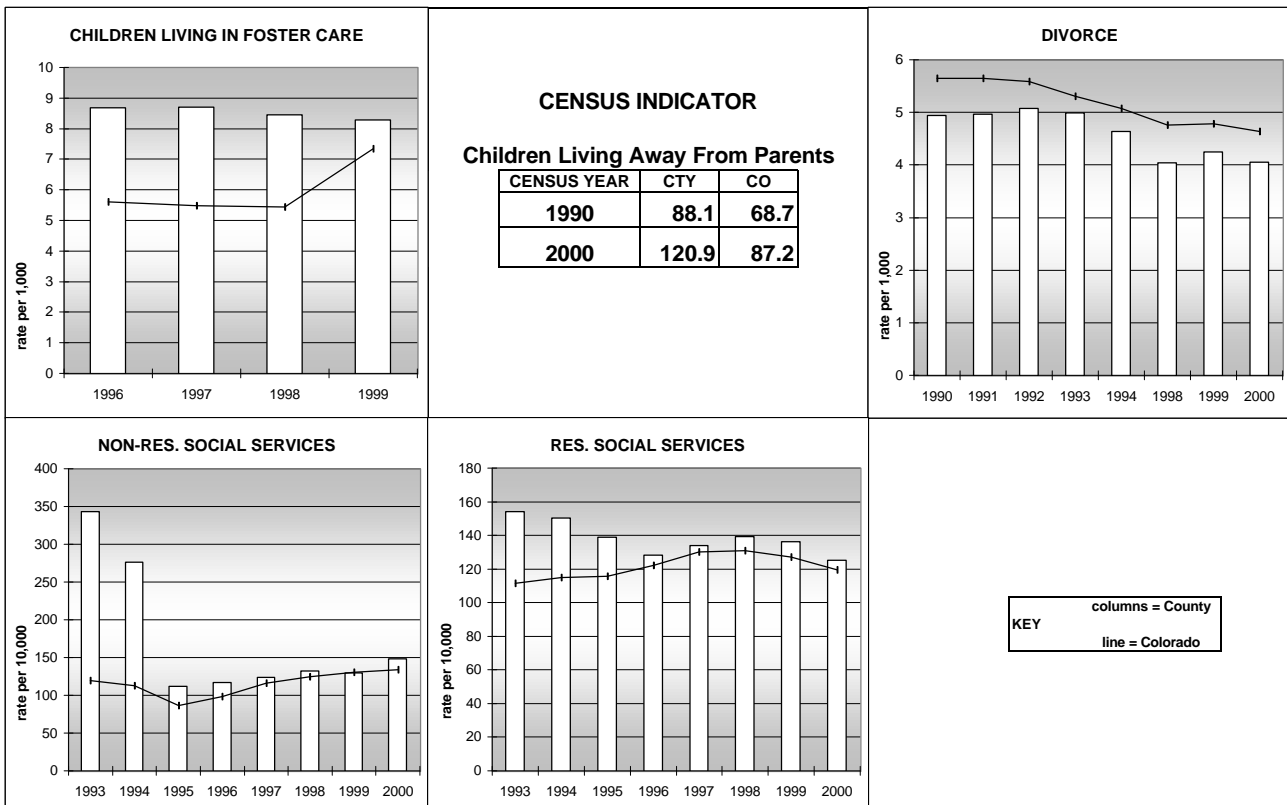 CHILDREN LIVING IN FOSTER CARE
10
9
8
7
6
5
4
3
2
1
0
rate per 1,000
1996 1997 1998 1999
CENSUS INDICATOR
Children Living Away From Parents
CENSUS YEAR CTY CO
1990 88.1 68.7
2000 120.9 87.2
DIVORCE
6
5
4
3
2
1
0
rate per 1,000
1990 1991 1992 1993 1994 1998 1999 2000
NON-RES. SOCIAL SERVICES
400
350
300
250
200
150
100
50
0
rate per 10,000
1993 1994 1995 1996 1997 1998 1999 2000
RES. SOCIAL SERVICES
180
160
140
120
100
80
60
40
20
0
rate per 10,000
1993 1994 1995 1996 1997 1998 1999 2000
columns = County
KEY
line = Colorado